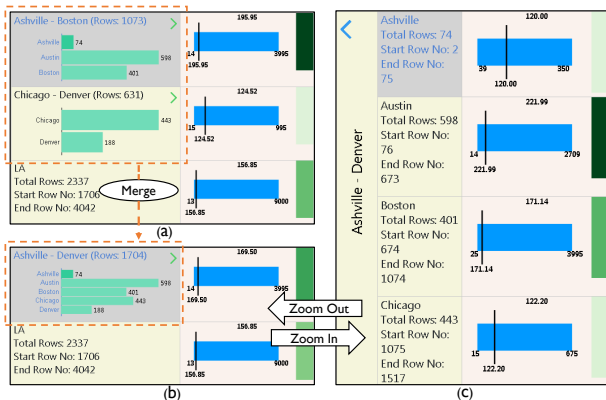 Ashville - Boston (Rows: 1073)
Ashville 74
Austin 598
Boston 401
195.95
14 3995
195.95
Chicago - Denver (Rows: 631)
Chicago 443
Denver 188
124.52
15 995
124.52
LA
Total Rows: 2337
Start Row No: 1706
End Row No: 4042
Merge
156.85
13 9000
156.85
(a)
Ashville - Denver (Rows: 1704)
Ashville 74
Austin 598
Boston 401
Chicago 443
Denver 188
169.50
14 3995
169.50
LA
Total Rows: 2337
Start Row No: 1706
End Row No: 4042
156.85
13 9000
156.85
(b)
Zoom Out
Zoom In
Ashville - Denver
Ashville
Total Rows: 74
Start Row No: 2
End Row No:
75
120.00
39 350
120.00
Austin
Total Rows: 598
Start Row No:
76
End Row No:
673
221.99
14 2709
221.99
Boston
Total Rows: 401
Start Row No:
674
End Row No:
1074
171.14
25 3995
171.14
Chicago
Total Rows: 443
Start Row No:
1075
End Row No:
1517
122.20
15 675
122.20
(c)